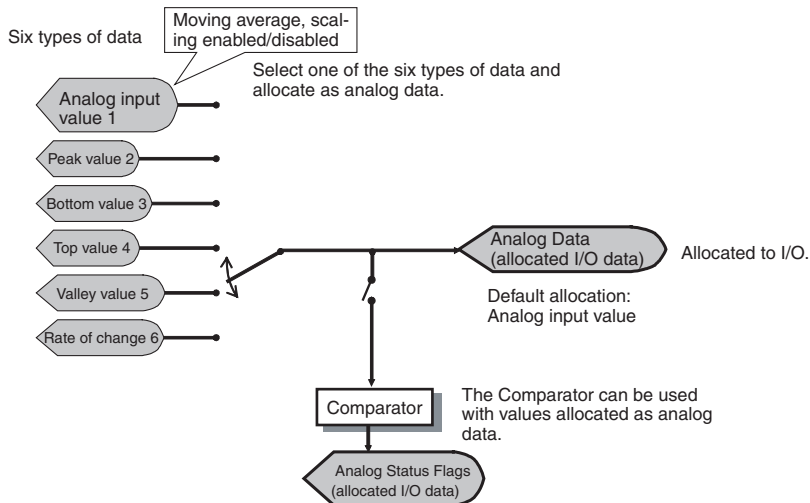 Six types of data
Moving average, scal-
ing enabled/disabled
Select one of the six types of data and
allocate as analog data.
Analog input
value 1
Peak value 2
Bottom value 3
Top value 4
Valley value 5
Rate of change 6
Analog Data
(allocated I/O data)
Allocated to I/O.
Default allocation:
Analog input value
Comparator
The Comparator can be used
with values allocated as analog
data.
Analog Status Flags
(allocated I/O data)